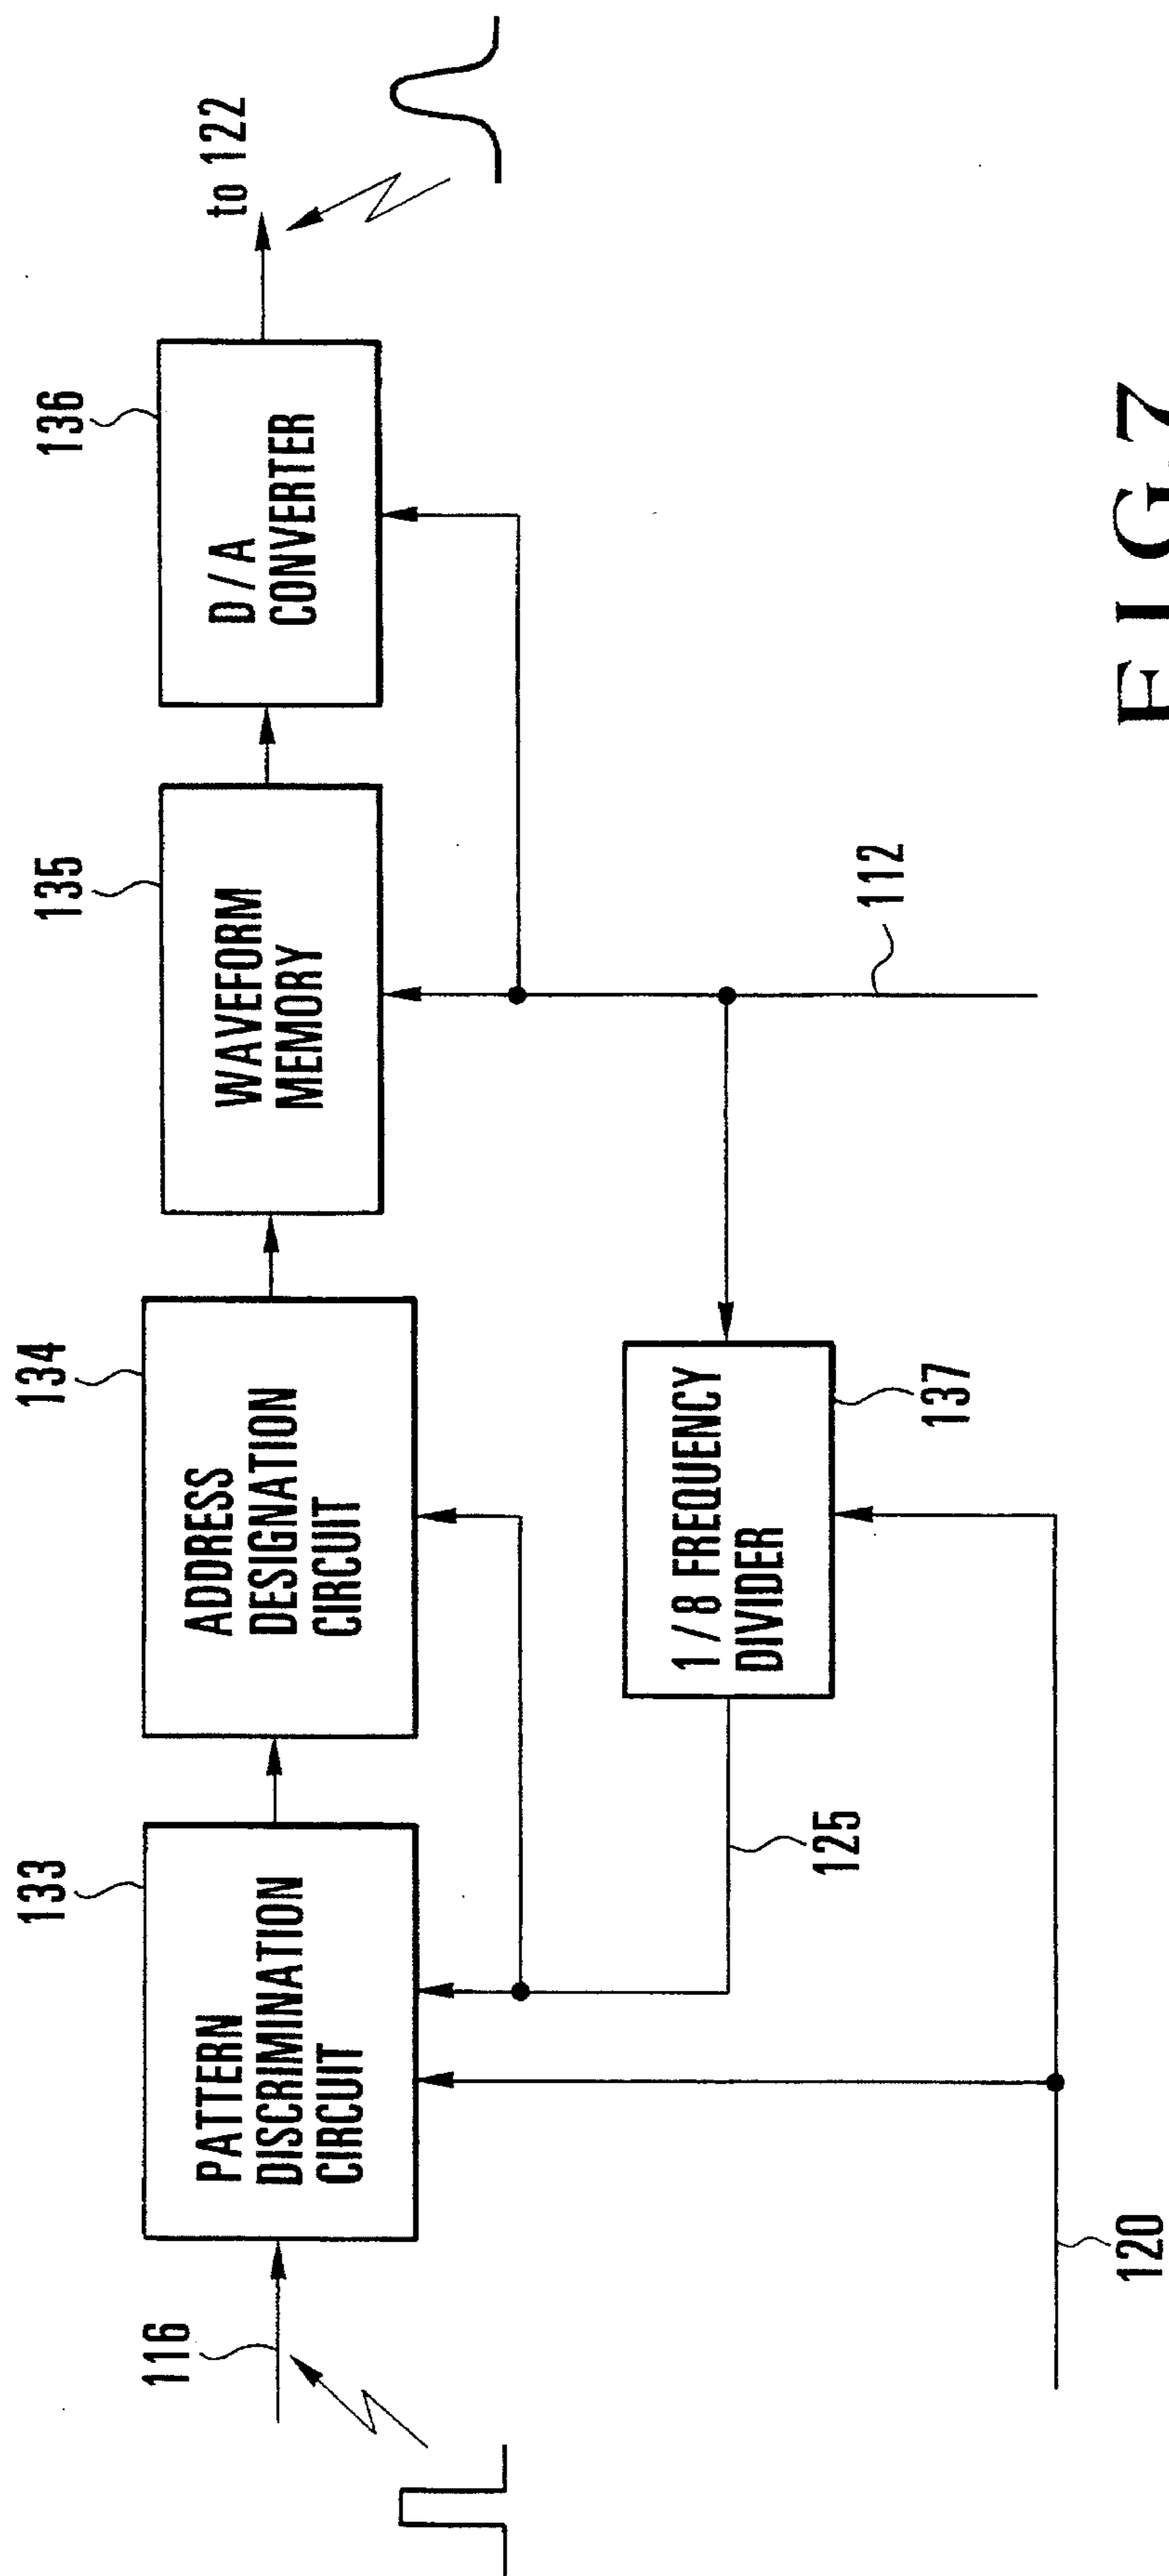 133
134
135
136
116
PATTERN
DISCRIMINATION
CIRCUIT
ADDRESS
DESIGNATION
CIRCUIT
WAVEFORM
MEMORY
D/A
CONVERTER
to 122
125
1/8 FREQUENCY
DIVIDER
137
112
120
FIG.7